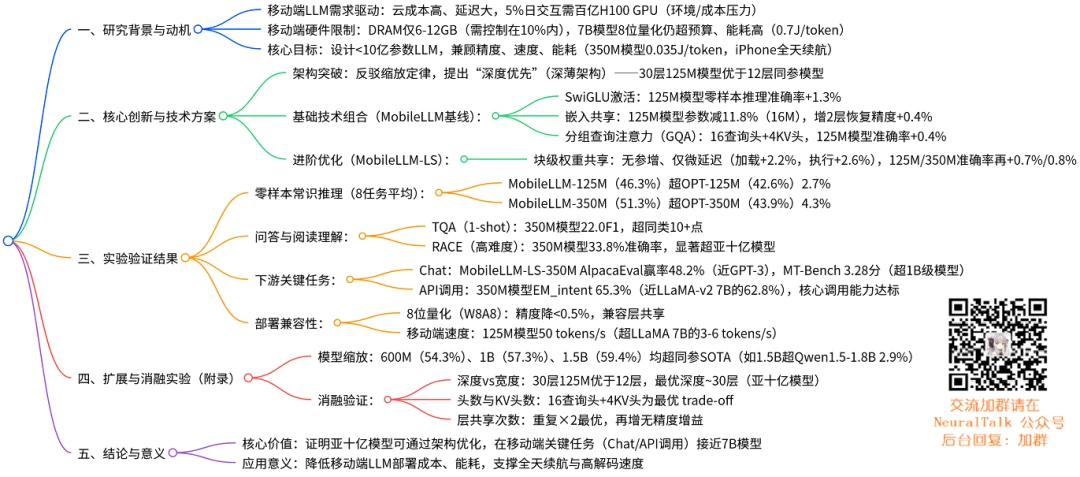 一、研究背景与动机
移动端LLM需求驱动：云成本高、延迟大，5%日交互需百亿H100 GPU（环境/成本压力）
移动端硬件限制：DRAM仅6-12GB（需控制在10%内），7B模型8位量化仍超预算、能耗高（0.7J/token）
核心目标：设计<10亿参数LLM，兼顾精度、速度、能耗（350M模型0.035J/token，iPhone全天续航）
二、核心创新与技术方案
架构突破：反驳缩放定律，提出“深度优先”（深薄架构）——30层125M模型优于12层同参模型
基础技术组合（MobileLLM基线）：
SwiGLU激活：125M模型零样本推理准确率+1.3%
嵌入共享：125M模型参数减11.8%（16M），增2层恢复精度+0.4%
分组查询注意力（GQA）：16查询头+4KV头，125M模型准确率+0.4%
进阶优化（MobileLLM-LS）：
块级权重共享：无参增、仅微延迟（加载+2.2%，执行+2.6%），125M/350M准确率再+0.7%/0.8%
三、实验验证结果
零样本常识推理（8任务平均）：
MobileLLM-125M（46.3%）超OPT-125M（42.6%）2.7%
MobileLLM-350M（51.3%）超OPT-350M（43.9%）4.3%
问答与阅读理解：
TQA（1-shot）：350M模型22.0F1，超同类10+点
RACE（高难度）：350M模型33.8%准确率，显著超亚十亿模型
下游关键任务：
Chat：MobileLLM-LS-350M AlpacaEval赢率48.2%（近GPT-3），MT-Bench 3.28分（超1B级模型）
API调用：350M模型EM_intent 65.3%（近LLaMA-v2 7B的62.8%），核心调用能力达标
部署兼容性：
8位量化（W8A8）：精度降<0.5%，兼容层共享
移动端速度：125M模型50 tokens/s（超LLaMA 7B的3-6 tokens/s）
四、扩展与消融实验（附录）
模型缩放：600M（54.3%）、1B（57.3%）、1.5B（59.4%）均超同参SOTA（如1.5B超Qwen1.5-1.8B 2.9%）
消融验证：
深度vs宽度：30层125M优于12层，最优深度~30层（亚十亿模型）
头数与KV头数：16查询头+4KV头为最优 trade-off
层共享次数：重复×2最优，再增无精度增益
五、结论与意义
核心价值：证明亚十亿模型可通过架构优化，在移动端关键任务（Chat/API调用）接近7B模型
应用意义：降低移动端LLM部署成本、能耗，支撑全天续航与高解码速度
交流加群请在
NeuralTalk 公众号
后台回复：加群